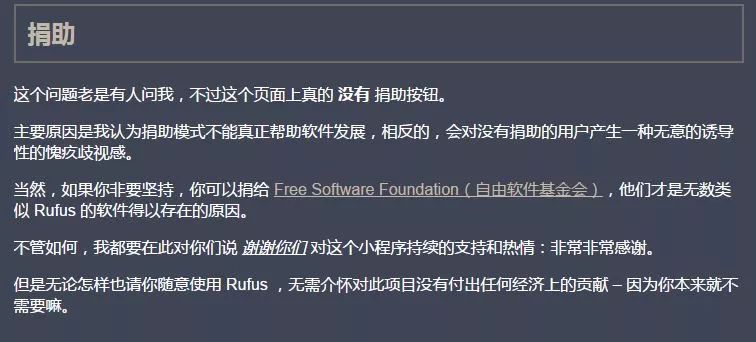 捐助
这个问题老是有人问我，不过这个页面上真的 没有 捐助按钮。
主要原因是我认为捐助模式不能真正帮助软件发展，相反的，会对没有捐助的用户产生一种无意的诱导
性的愧疚歧视感。
当然，如果你非要坚持，你可以捐给 Free Software Foundation（自由软件基金会），他们才是无数类
似 Rufus 的软件得以存在的原因。
不管如何，我都要在此对你们说 谢谢你们 对这个小程序持续的支持和热情：非常非常感谢。
但是无论怎样也请你随意使用 Rufus ，无需介怀对此项目没有付出任何经济上的贡献 – 因为你本来就不
需要嘛。